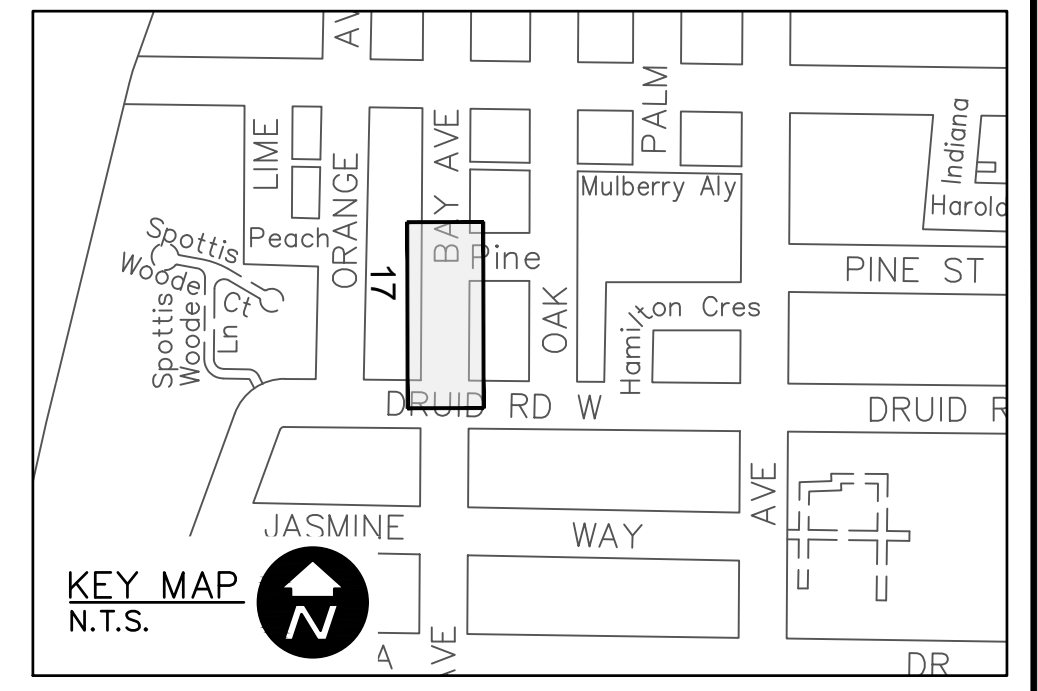 AV
PALM
LIME
BAY AVE
Indiana
ORANGE
Mulberry Aly
Harolo
Spottis
Woode
Ct
Peach
Pine
PINE ST
17
OAK
Hamilton Cres
Spottis
Woode
Ln
DRUID RD W
DRUID R
AVE
JASMINE
WAY
KEY MAP
N.T.S.
N
A
AVE
DR